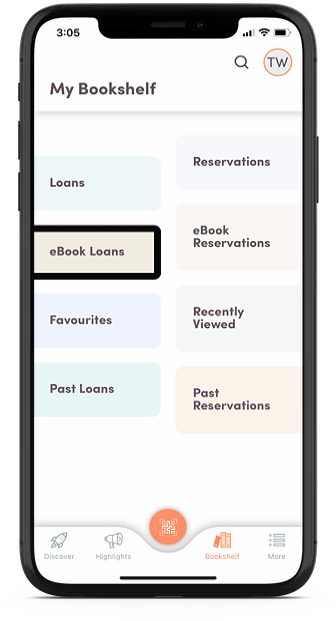 3:05
TW
My Bookshelf
Reservations
Loans
eBook
Reservations
eBook Loans
Recently
Viewed
Favourites
Past Loans
Past
Reservations
Discover
Highlights
Bookshelf
More